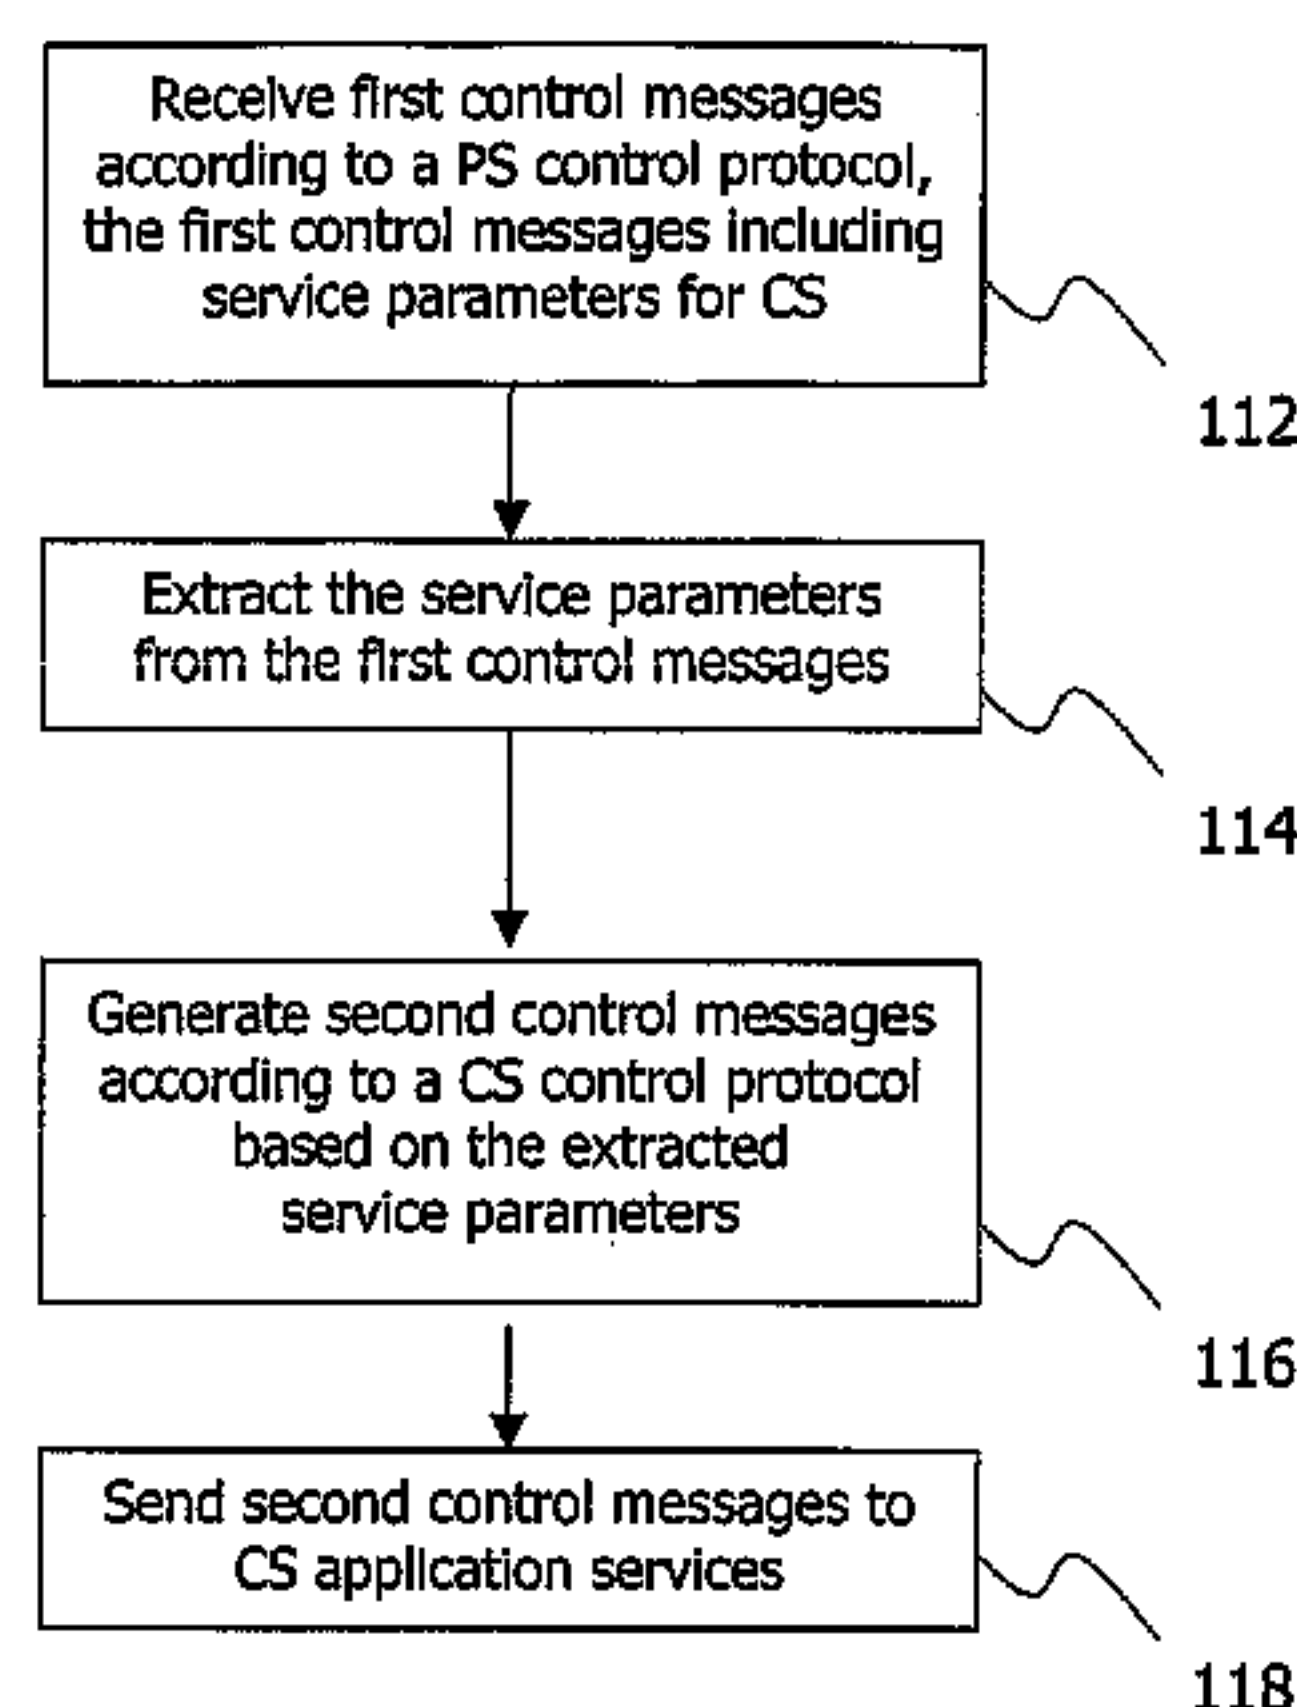 Receive first control messages
according to a PS control protocol,
the first control messages including
service parameters for CS
112
Extract the service parameters
from the first control messages
114
Generate second control messages
according to a CS control protocol
based on the extracted
service parameters
116
Send second control messages to
CS application services
118